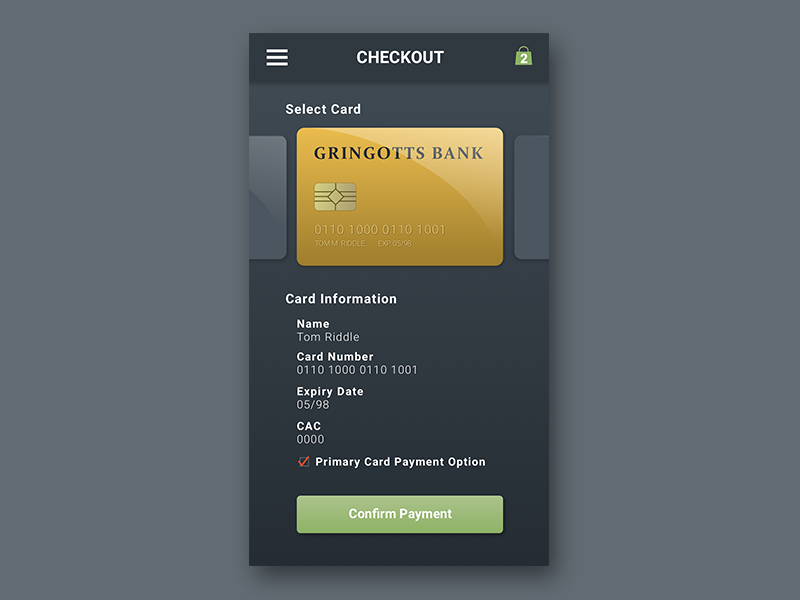 CHECKOUT
2
Select Card
GRINGOTTS BANK
0110 1000 0110 1001
TOM M. RIDDLE EXP. 05/98
Card Information
Name
Tom Riddle
Card Number
0110 1000 0110 1001
Expiry Date
05/98
CAC
0000
Primary Card Payment Option
Confirm Payment